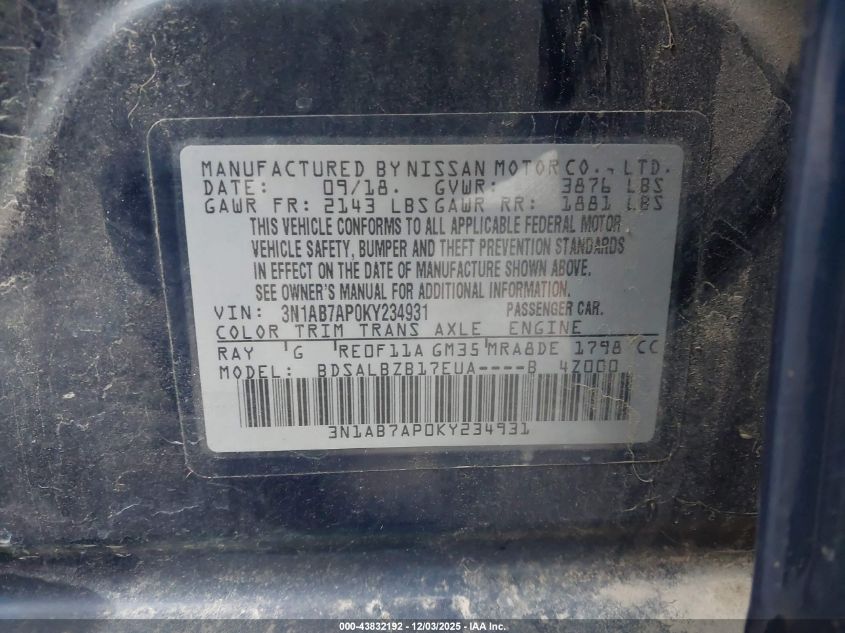 MANUFACTURED BY NISSAN MOTOR CO., LTD.
DATE: 09/18. GVWR: 3876 LBS
GAWR FR: 2143 LBS GAWR RR: 1881 LBS
THIS VEHICLE CONFORMS TO ALL APPLICABLE FEDERAL MOTOR
VEHICLE SAFETY, BUMPER AND THEFT PREVENTION STANDARDS
IN EFFECT ON THE DATE OF MANUFACTURE SHOWN ABOVE.
SEE OWNER'S MANUAL FOR ADDITIONAL INFORMATION.
VIN: 3N1AB7AP0KY234931 PASSENGER CAR.
COLOR TRIM TRANS AXLE ENGINE
RAY G RE0F11A GM35 MRA8DE 1798 CC
MODEL: BDSALBZB17EUA----B 4Z000
3N1AB7AP0KY234931
000-43832192 - 12/03/2025 - IAA, Inc.